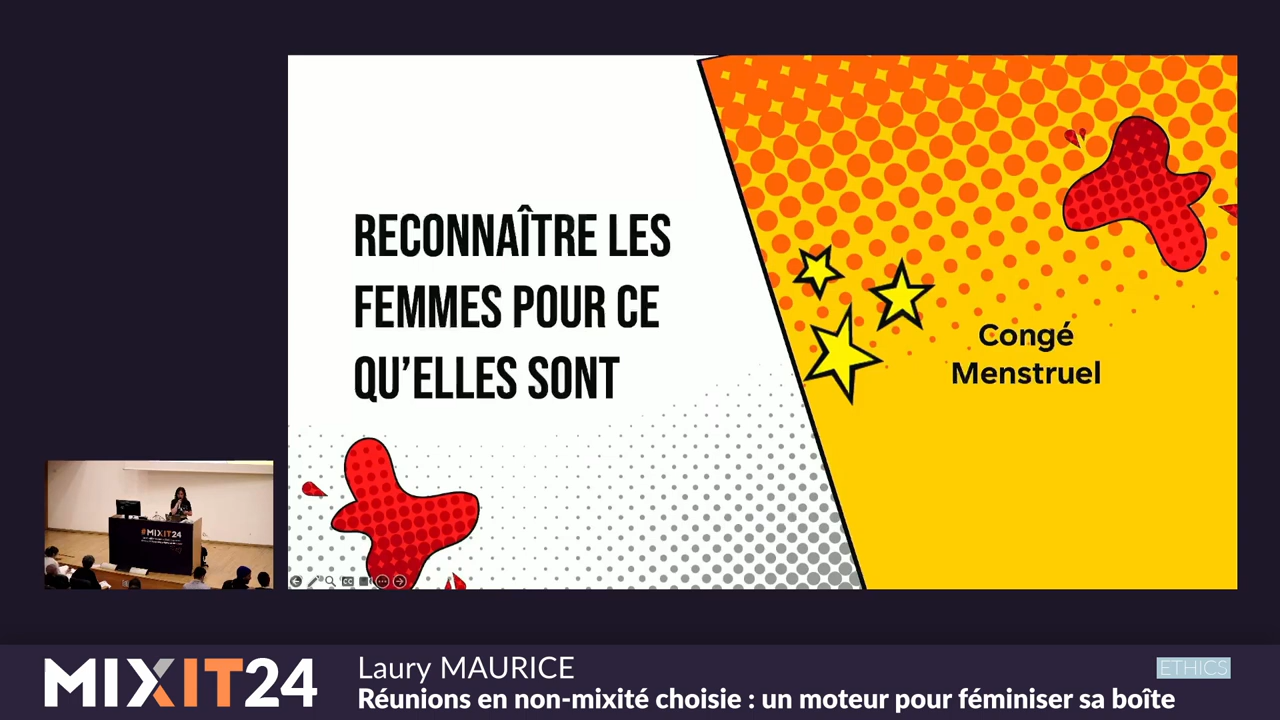 RECONNAÎTRE LES
FEMMES POUR CE
QU'ELLES SONT
Congé
Menstruel
#MIXIT24
MIXIT24
Laury MAURICE
ETHICS
Réunions en non-mixité choisie : un moteur pour féminiser sa boîte